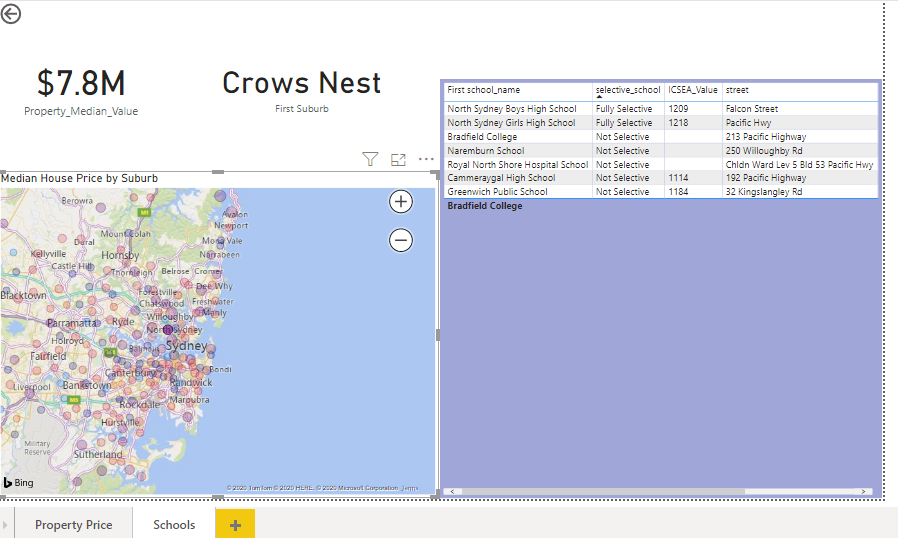 $7.8M
Property_Median_Value
Crows Nest
First Suburb
First school_name selective_school ICSEA_Value street
North Sydney Boys High School Fully Selective 1209 Falcon Street
North Sydney Girls High School Fully Selective 1218 Pacific Hwy
Bradfield College Not Selective 213 Pacific Highway
Naremburn School Not Selective 250 Willoughby Rd
Royal North Shore Hospital School Not Selective Chldn Ward Lev 5 Bld 53 Pacific Hwy
Cammeraygal High School Not Selective 1114 192 Pacific Highway
Greenwich Public School Not Selective 1184 32 Kingslangley Rd
Bradfield College
Median House Price by Suburb
Berowra
M1
Avalon
Newport
Mount Colah
Mona Vale
Dural
Kellyville
Hornsby
Narrabeen
Castle Hill
Thornleigh
Belrose
Cromer
Dee Why
Blacktown
Forestville
Chatswood
Freshwater
Willoughby
Manly
Parramatta
Ryde
North Sydney
Holroyd
Balmain
Sydney
Fairfield
Canterbury
Bondi
Liverpool
Bankstown
Randwick
M5
Rockdale
Maroubra
Hurstville
Military
Reserve
Sutherland
Bing
© 2020 TomTom © 2020 HERE, © 2020 Microsoft Corporation Terms
Property Price
Schools